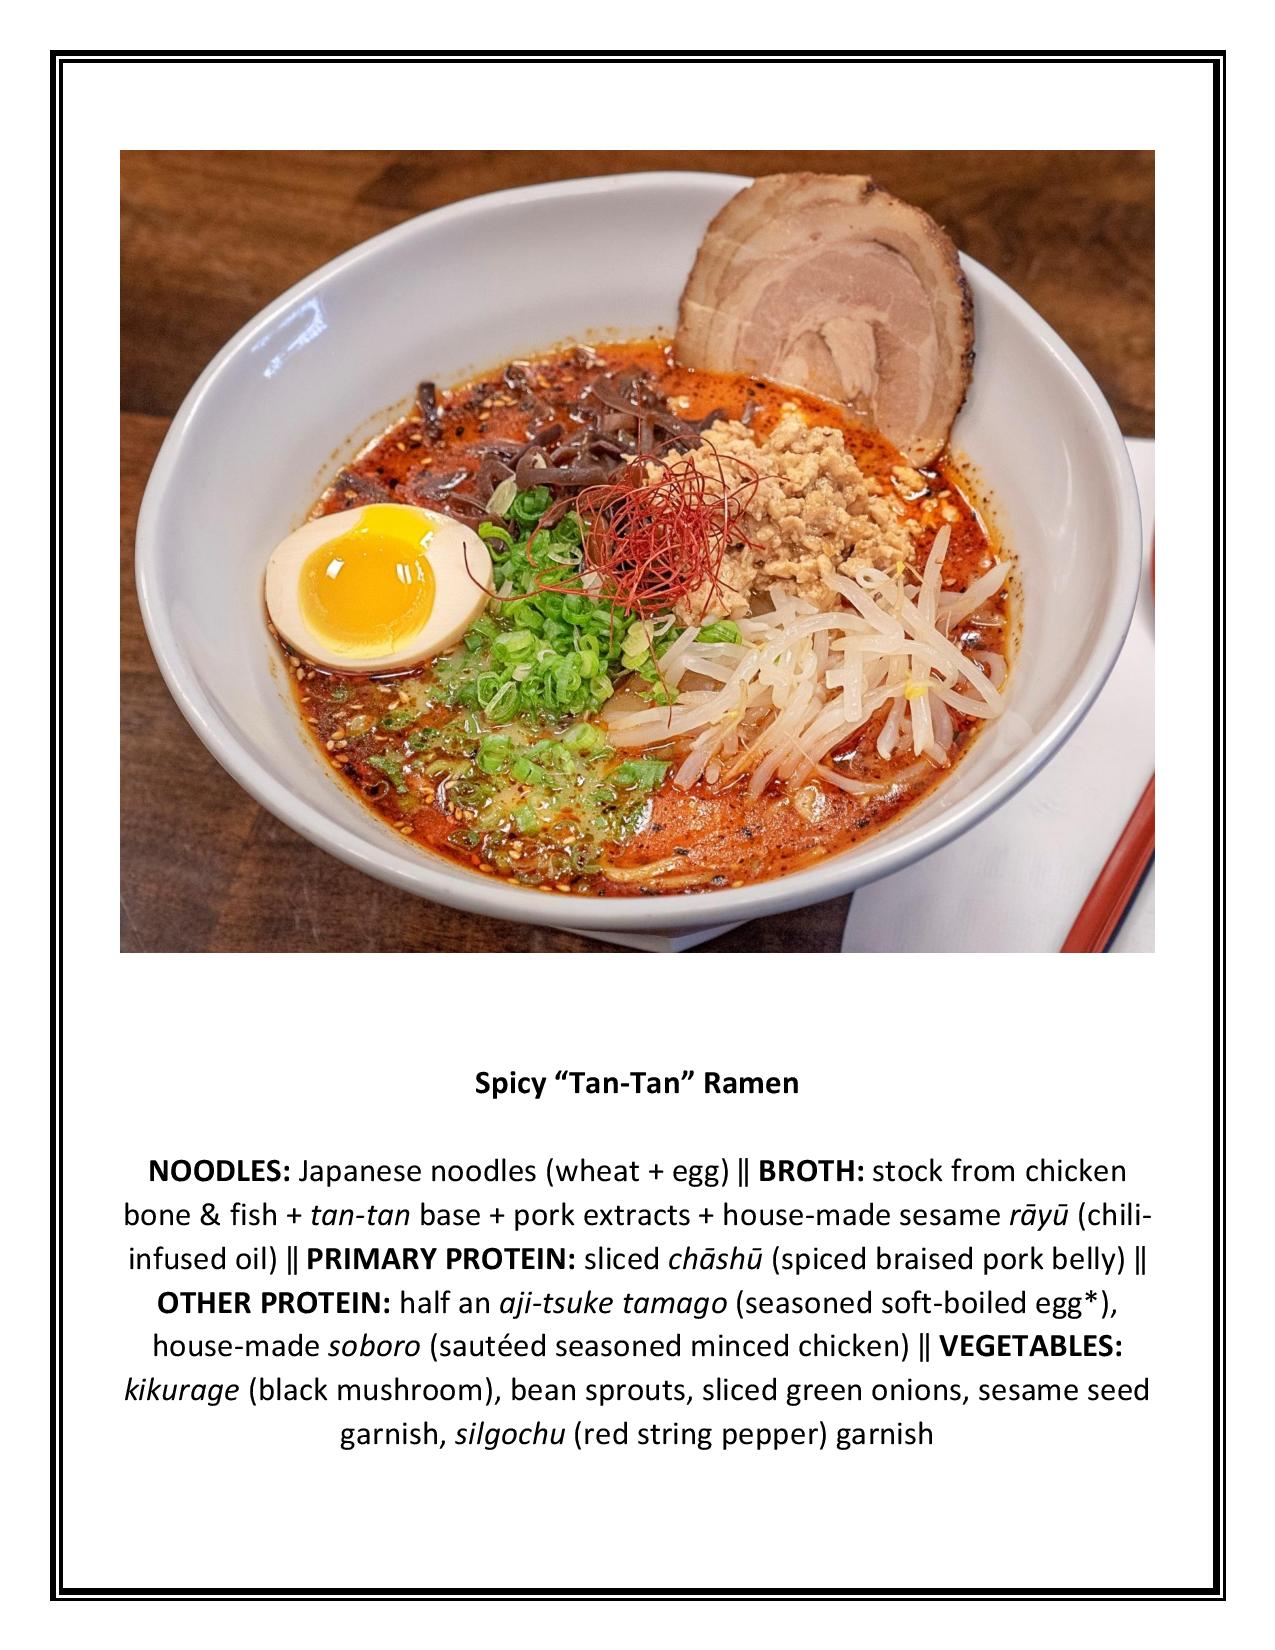 Spicy “Tan-Tan” Ramen
NOODLES: Japanese noodles (wheat + egg) ‖ BROTH: stock from chicken
bone & fish + tan-tan base + pork extracts + house-made sesame rāyū (chili-
infused oil) ‖ PRIMARY PROTEIN: sliced chāshū (spiced braised pork belly) ‖
OTHER PROTEIN: half an aji-tsuke tamago (seasoned soft-boiled egg*),
house-made soboro (sautéed seasoned minced chicken) ‖ VEGETABLES:
kikurage (black mushroom), bean sprouts, sliced green onions, sesame seed
garnish, silgochu (red string pepper) garnish